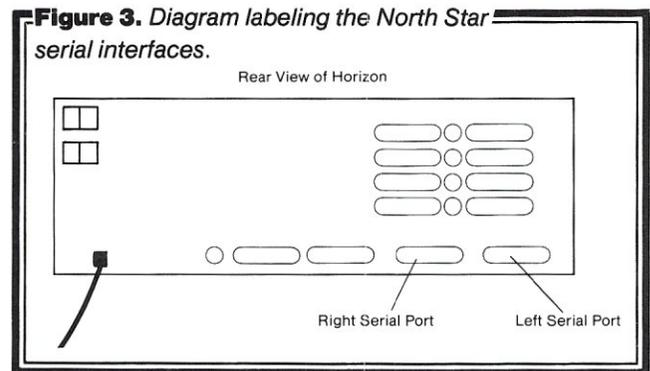 Figure 3. Diagram labeling the North Star
serial interfaces.
Rear View of Horizon
Right Serial Port
Left Serial Port